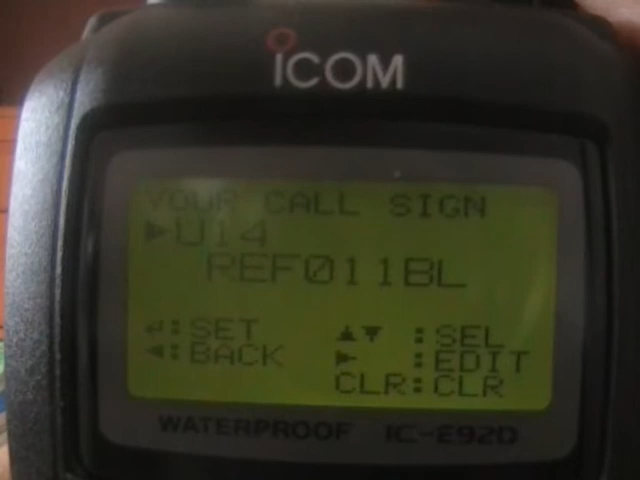 ICOM
YOUR CALL SIGN
►U14
REF011BL
↲:SET ▲▼ :SEL
◄:BACK ► :EDIT
CLR:CLR
WATERPROOF IC-E92D